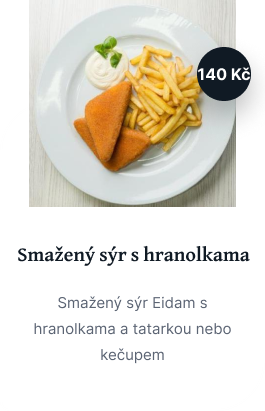 140 Kč
Smažený sýr s hranolkama
Smažený sýr Eidam s
hranolkama a tatarkou nebo
kečupem